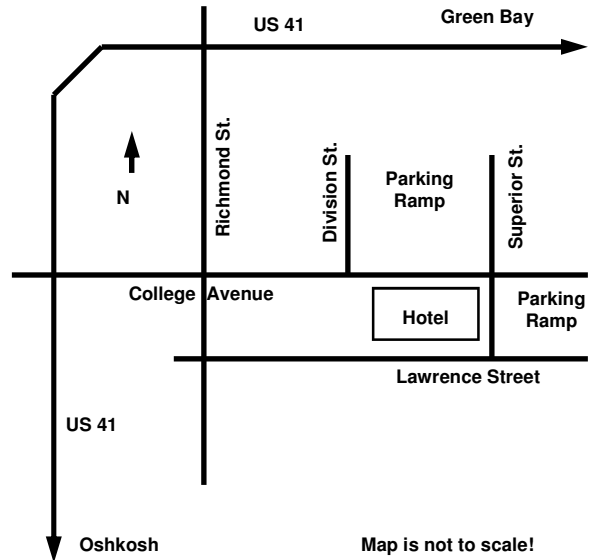 Green Bay
US 41
Richmond St.
Division St.
Parking
Ramp
Superior St.
N
College Avenue
Hotel
Parking
Ramp
Lawrence Street
US 41
Oshkosh
Map is not to scale!